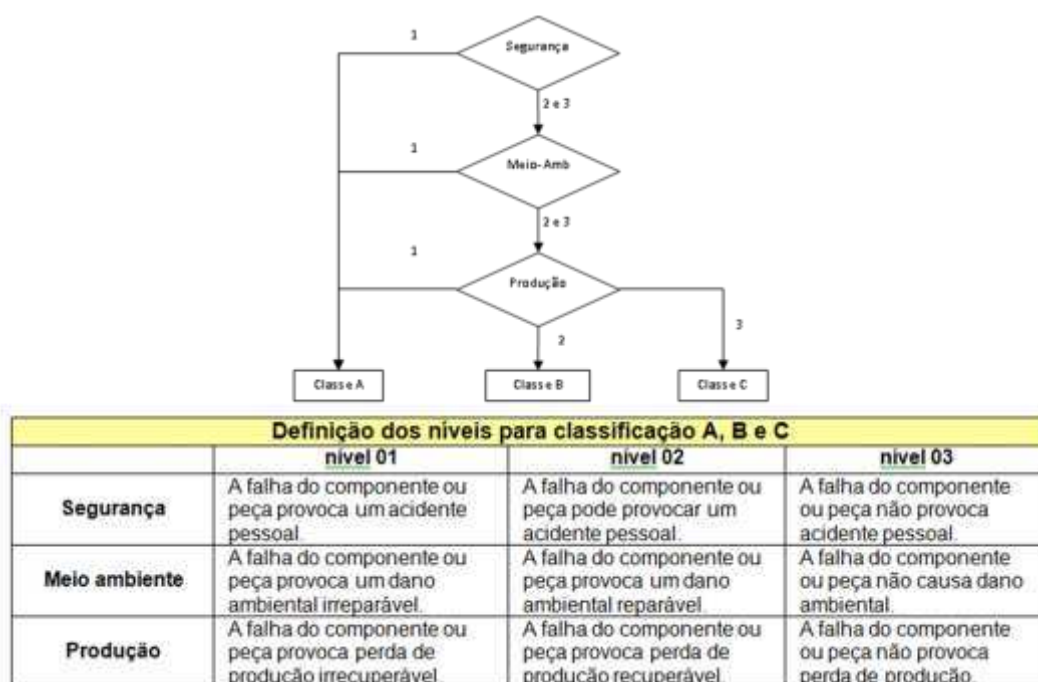 1
Segurança
2 e 3
1
Meio-Amb
2 e 3
1
Produção
2
3
Classe A
Classe B
Classe C
Definição dos níveis para classificação A, B e C
nível 01
nível 02
nível 03
Segurança
A falha do componente ou
peça provoca um acidente
pessoal.
A falha do componente ou
peça pode provocar um
acidente pessoal.
A falha do componente
ou peça não provoca
acidente pessoal.
Meio ambiente
A falha do componente ou
peça provoca um dano
ambiental irreparável.
A falha do componente ou
peça provoca um dano
ambiental reparável.
A falha do componente
ou peça não causa dano
ambiental.
Produção
A falha do componente ou
peça provoca perda de
produção irrecuperável.
A falha do componente ou
peça provoca perda de
produção recuperável.
A falha do componente
ou peça não provoca
perda de produção.